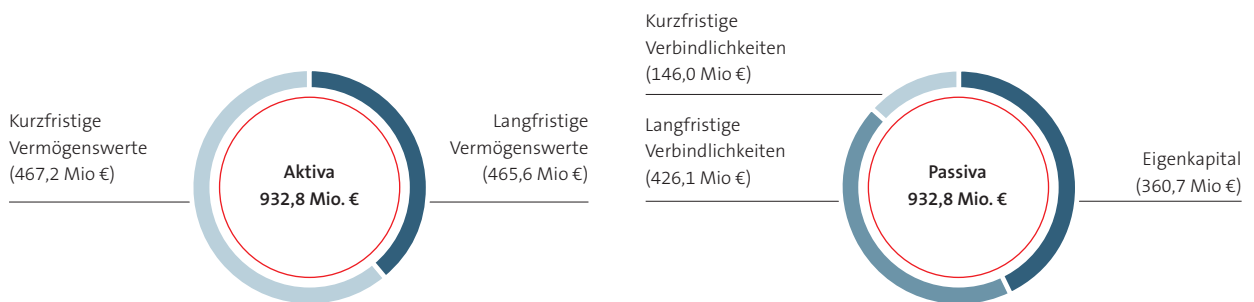 Kurzfristige
Vermögenswerte
(467,2 Mio €)
Aktiva
932,8 Mio. €
Langfristige
Vermögenswerte
(465,6 Mio €)
Kurzfristige
Verbindlichkeiten
(146,0 Mio €)
Langfristige
Verbindlichkeiten
(426,1 Mio €)
Passiva
932,8 Mio. €
Eigenkapital
(360,7 Mio €)